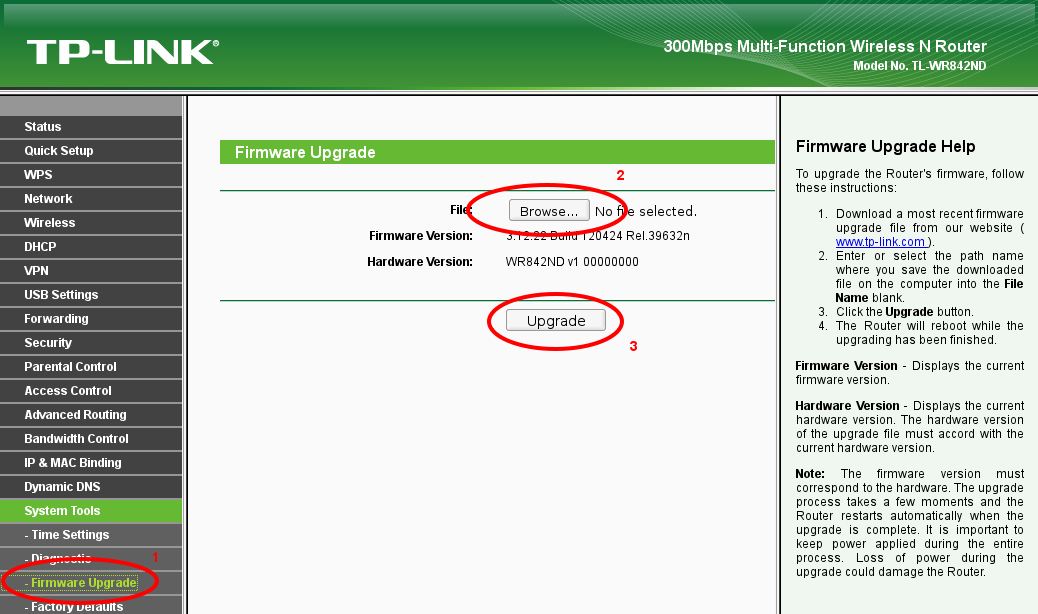 TP-LINK®
300Mbps Multi-Function Wireless N Router
Model No. TL-WR842ND
Status
Quick Setup
WPS
Network
Wireless
DHCP
VPN
USB Settings
Forwarding
Security
Parental Control
Access Control
Advanced Routing
Bandwidth Control
IP & MAC Binding
Dynamic DNS
System Tools
- Time Settings
- Diagnostic
1
- Firmware Upgrade
- Factory Defaults
Firmware Upgrade
2
File: Browse... No file selected.
Firmware Version: 3.12.22 Build 120424 Rel.39632n
Hardware Version: WR842ND v1 00000000
Upgrade
3
Firmware Upgrade Help
To upgrade the Router's firmware, follow
these instructions:
1. Download a most recent firmware
upgrade file from our website (
www.tp-link.com ).
2. Enter or select the path name
where you save the downloaded
file on the computer into the File
Name blank.
3. Click the Upgrade button.
4. The Router will reboot while the
upgrading has been finished.
Firmware Version - Displays the current
firmware version.
Hardware Version - Displays the current
hardware version. The hardware version
of the upgrade file must accord with the
current hardware version.
Note: The firmware version must
correspond to the hardware. The upgrade
process takes a few moments and the
Router restarts automatically when the
upgrade is complete. It is important to
keep power applied during the entire
process. Loss of power during the
upgrade could damage the Router.